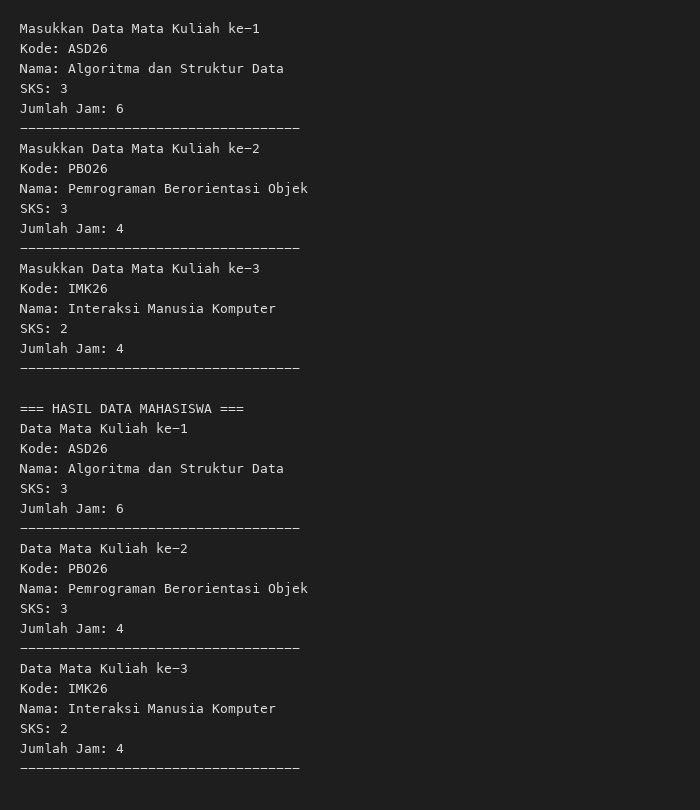 Masukkan Data Mata Kuliah ke-1
Kode: ASD26
Nama: Algoritma dan Struktur Data
SKS: 3
Jumlah Jam: 6
-----------------------------------
Masukkan Data Mata Kuliah ke-2
Kode: PBO26
Nama: Pemrograman Berorientasi Objek
SKS: 3
Jumlah Jam: 4
-----------------------------------
Masukkan Data Mata Kuliah ke-3
Kode: IMK26
Nama: Interaksi Manusia Komputer
SKS: 2
Jumlah Jam: 4
-----------------------------------
=== HASIL DATA MAHASISWA ===
Data Mata Kuliah ke-1
Kode: ASD26
Nama: Algoritma dan Struktur Data
SKS: 3
Jumlah Jam: 6
-----------------------------------
Data Mata Kuliah ke-2
Kode: PBO26
Nama: Pemrograman Berorientasi Objek
SKS: 3
Jumlah Jam: 4
-----------------------------------
Data Mata Kuliah ke-3
Kode: IMK26
Nama: Interaksi Manusia Komputer
SKS: 2
Jumlah Jam: 4
-----------------------------------